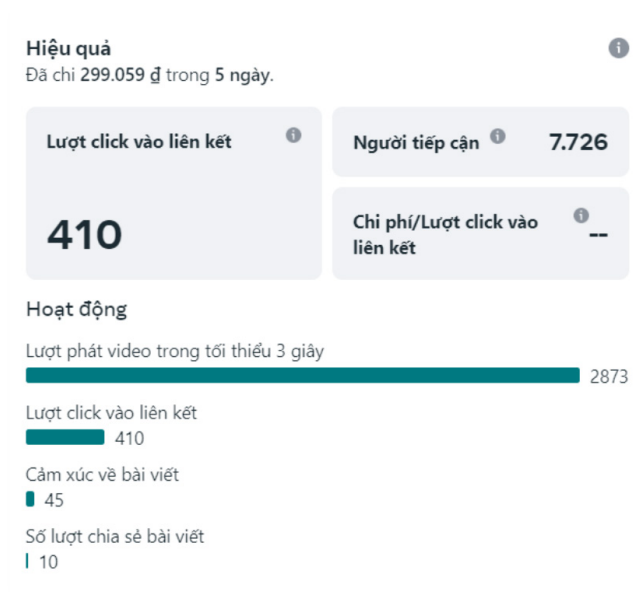 Hiệu quả
Đã chi 299.059 ₫ trong 5 ngày.
Lượt click vào liên kết
410
Người tiếp cận
7.726
Chi phí/Lượt click vào
liên kết
--
Hoạt động
Lượt phát video trong tối thiểu 3 giây
2873
Lượt click vào liên kết
410
Cảm xúc về bài viết
45
Số lượt chia sẻ bài viết
10